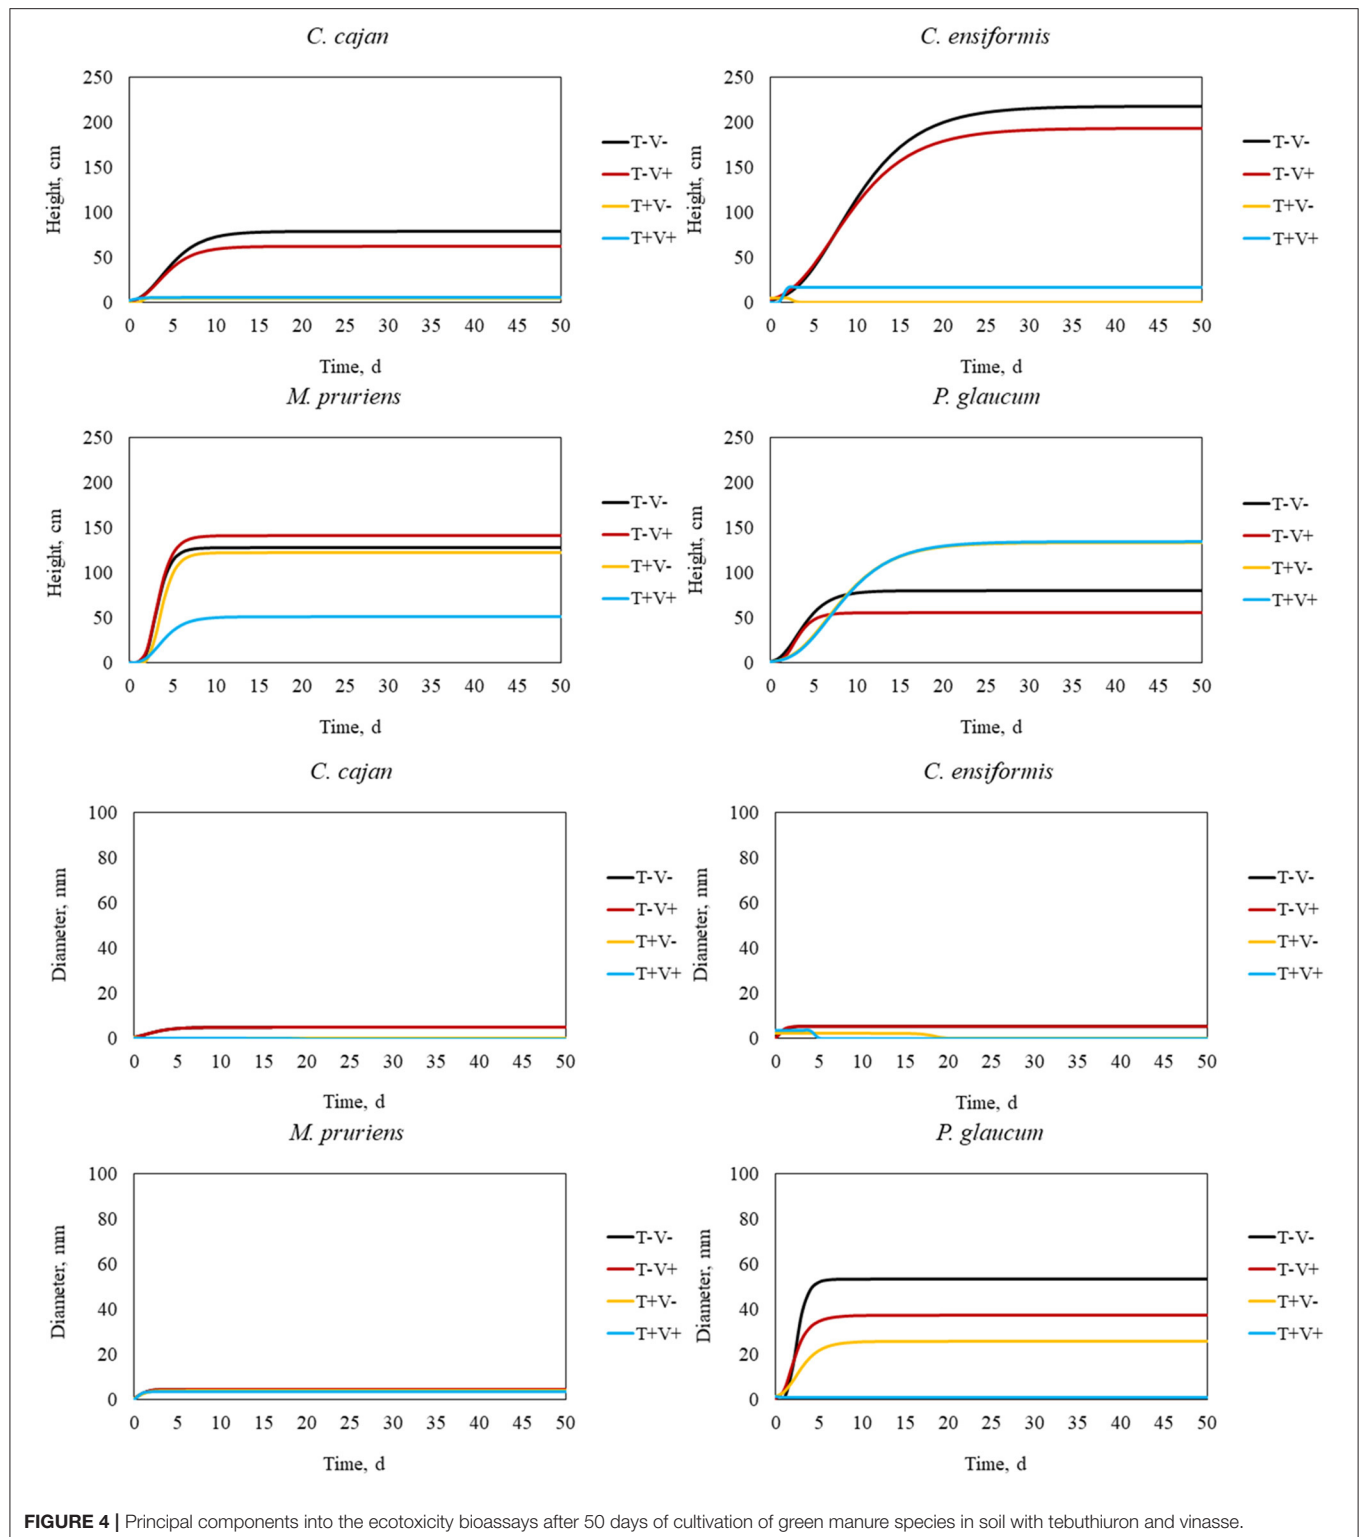 C. cajan
250
200
150
100
50
0
Height, cm
0 5 10 15 20 25 30 35 40 45 50
Time, d
T-V-
T-V+
T+V-
T+V+
C. ensiformis
250
200
150
100
50
0
Height, cm
0 5 10 15 20 25 30 35 40 45 50
Time, d
T-V-
T-V+
T+V-
T+V+
M. pruriens
250
200
150
100
50
0
Height, cm
0 5 10 15 20 25 30 35 40 45 50
Time, d
T-V-
T-V+
T+V-
T+V+
P. glaucum
250
200
150
100
50
0
Height, cm
0 5 10 15 20 25 30 35 40 45 50
Time, d
T-V-
T-V+
T+V-
T+V+
C. cajan
100
80
60
40
20
0
Diameter, mm
0 5 10 15 20 25 30 35 40 45 50
Time, d
T-V-
T-V+
T+V-
T+V+
C. ensiformis
100
80
60
40
20
0
Diameter, mm
0 5 10 15 20 25 30 35 40 45 50
Time, d
T-V-
T-V+
T+V-
T+V+
M. pruriens
100
80
60
40
20
0
Diameter, mm
0 5 10 15 20 25 30 35 40 45 50
Time, d
T-V-
T-V+
T+V-
T+V+
P. glaucum
100
80
60
40
20
0
Diameter, mm
0 5 10 15 20 25 30 35 40 45 50
Time, d
T-V-
T-V+
T+V-
T+V+
FIGURE 4 | Principal components into the ecotoxicity bioassays after 50 days of cultivation of green manure species in soil with tebuthiuron and vinasse.